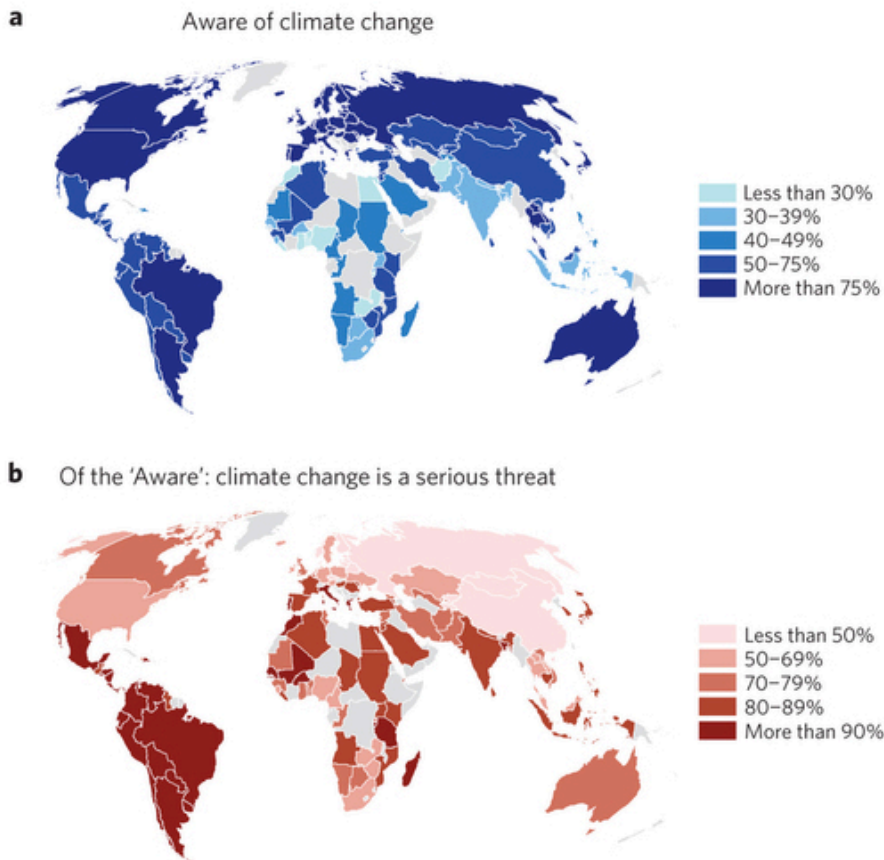 a
Aware of climate change
Less than 30%
30–39%
40–49%
50–75%
More than 75%
b
Of the ‘Aware’: climate change is a serious threat
Less than 50%
50–69%
70–79%
80–89%
More than 90%